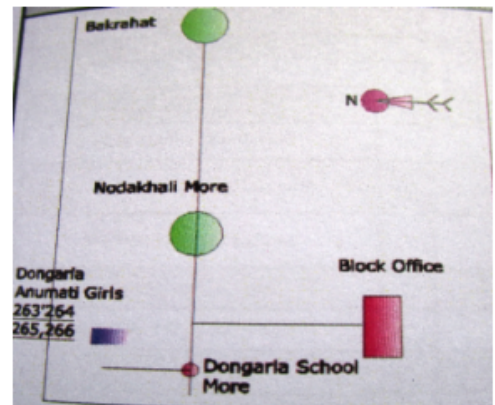 Bakrahat
N
Nodakhali More
Block Office
Dongaria
Anumati Girls
263'264
265,266
Dongaria School
More